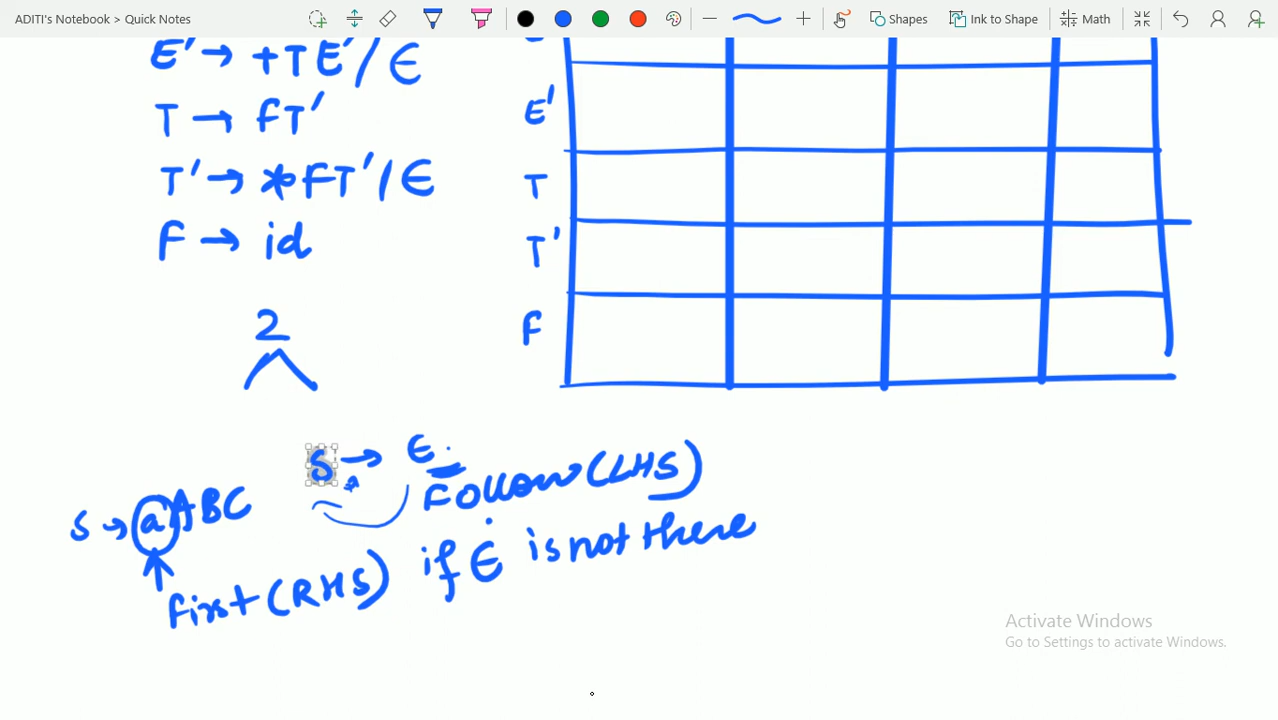 ADITI's Notebook > Quick Notes
Shapes
Ink to Shape
Math
E' → +TE'/ε
T → FT'
T' → *FT'/ε
F → id
E'
T
T'
F
2
S → ε.
Follow(LHS)
S → aABC
First(RHS) if ε is not there
Activate Windows
Go to Settings to activate Windows.